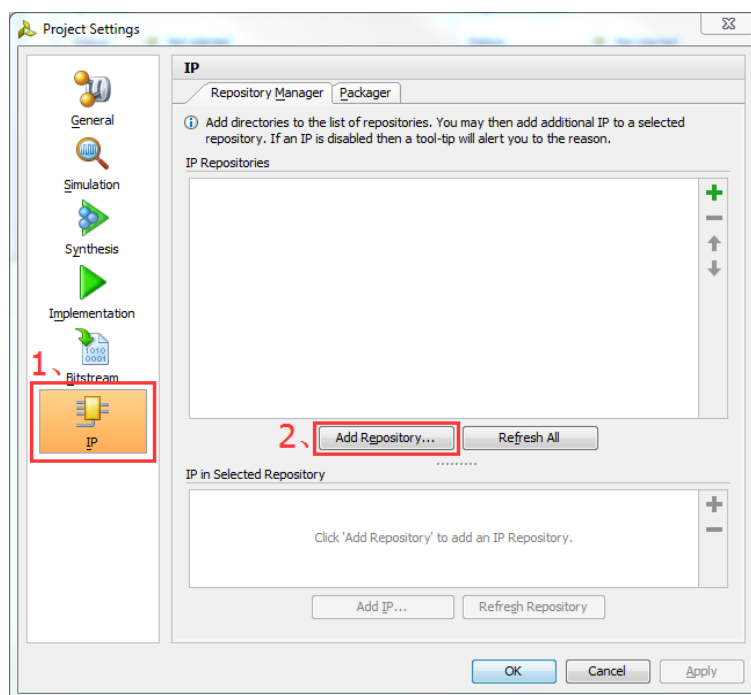 Project Settings
IP
Repository Manager
Packager
General
Add directories to the list of repositories. You may then add additional IP to a selected
repository. If an IP is disabled then a tool-tip will alert you to the reason.
IP Repositories
Simulation
Synthesis
Implementation
1010
0001
1、
Bitstream
IP
2、
Add Repository...
Refresh All
IP in Selected Repository
Click 'Add Repository' to add an IP Repository.
Add IP...
Refresh Repository
OK
Cancel
Apply